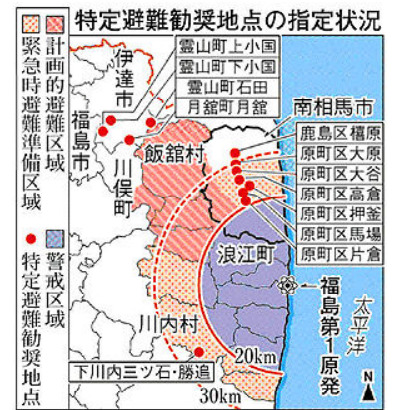 特定避難勧奨地点の指定状況
緊急時避難準備区域
計画的避難区域
特定避難勧奨地点
警戒区域
伊達市
霊山町上小国
霊山町下小国
霊山町石田
月舘町月舘
福島市
川俣町
飯舘村
南相馬市
鹿島区橲原
原町区大原
原町区大谷
原町区高倉
原町区押釜
原町区馬場
原町区片倉
浪江町
福島第1原発
太平洋
川内村
下川内三ツ石・勝追
20km
30km
N